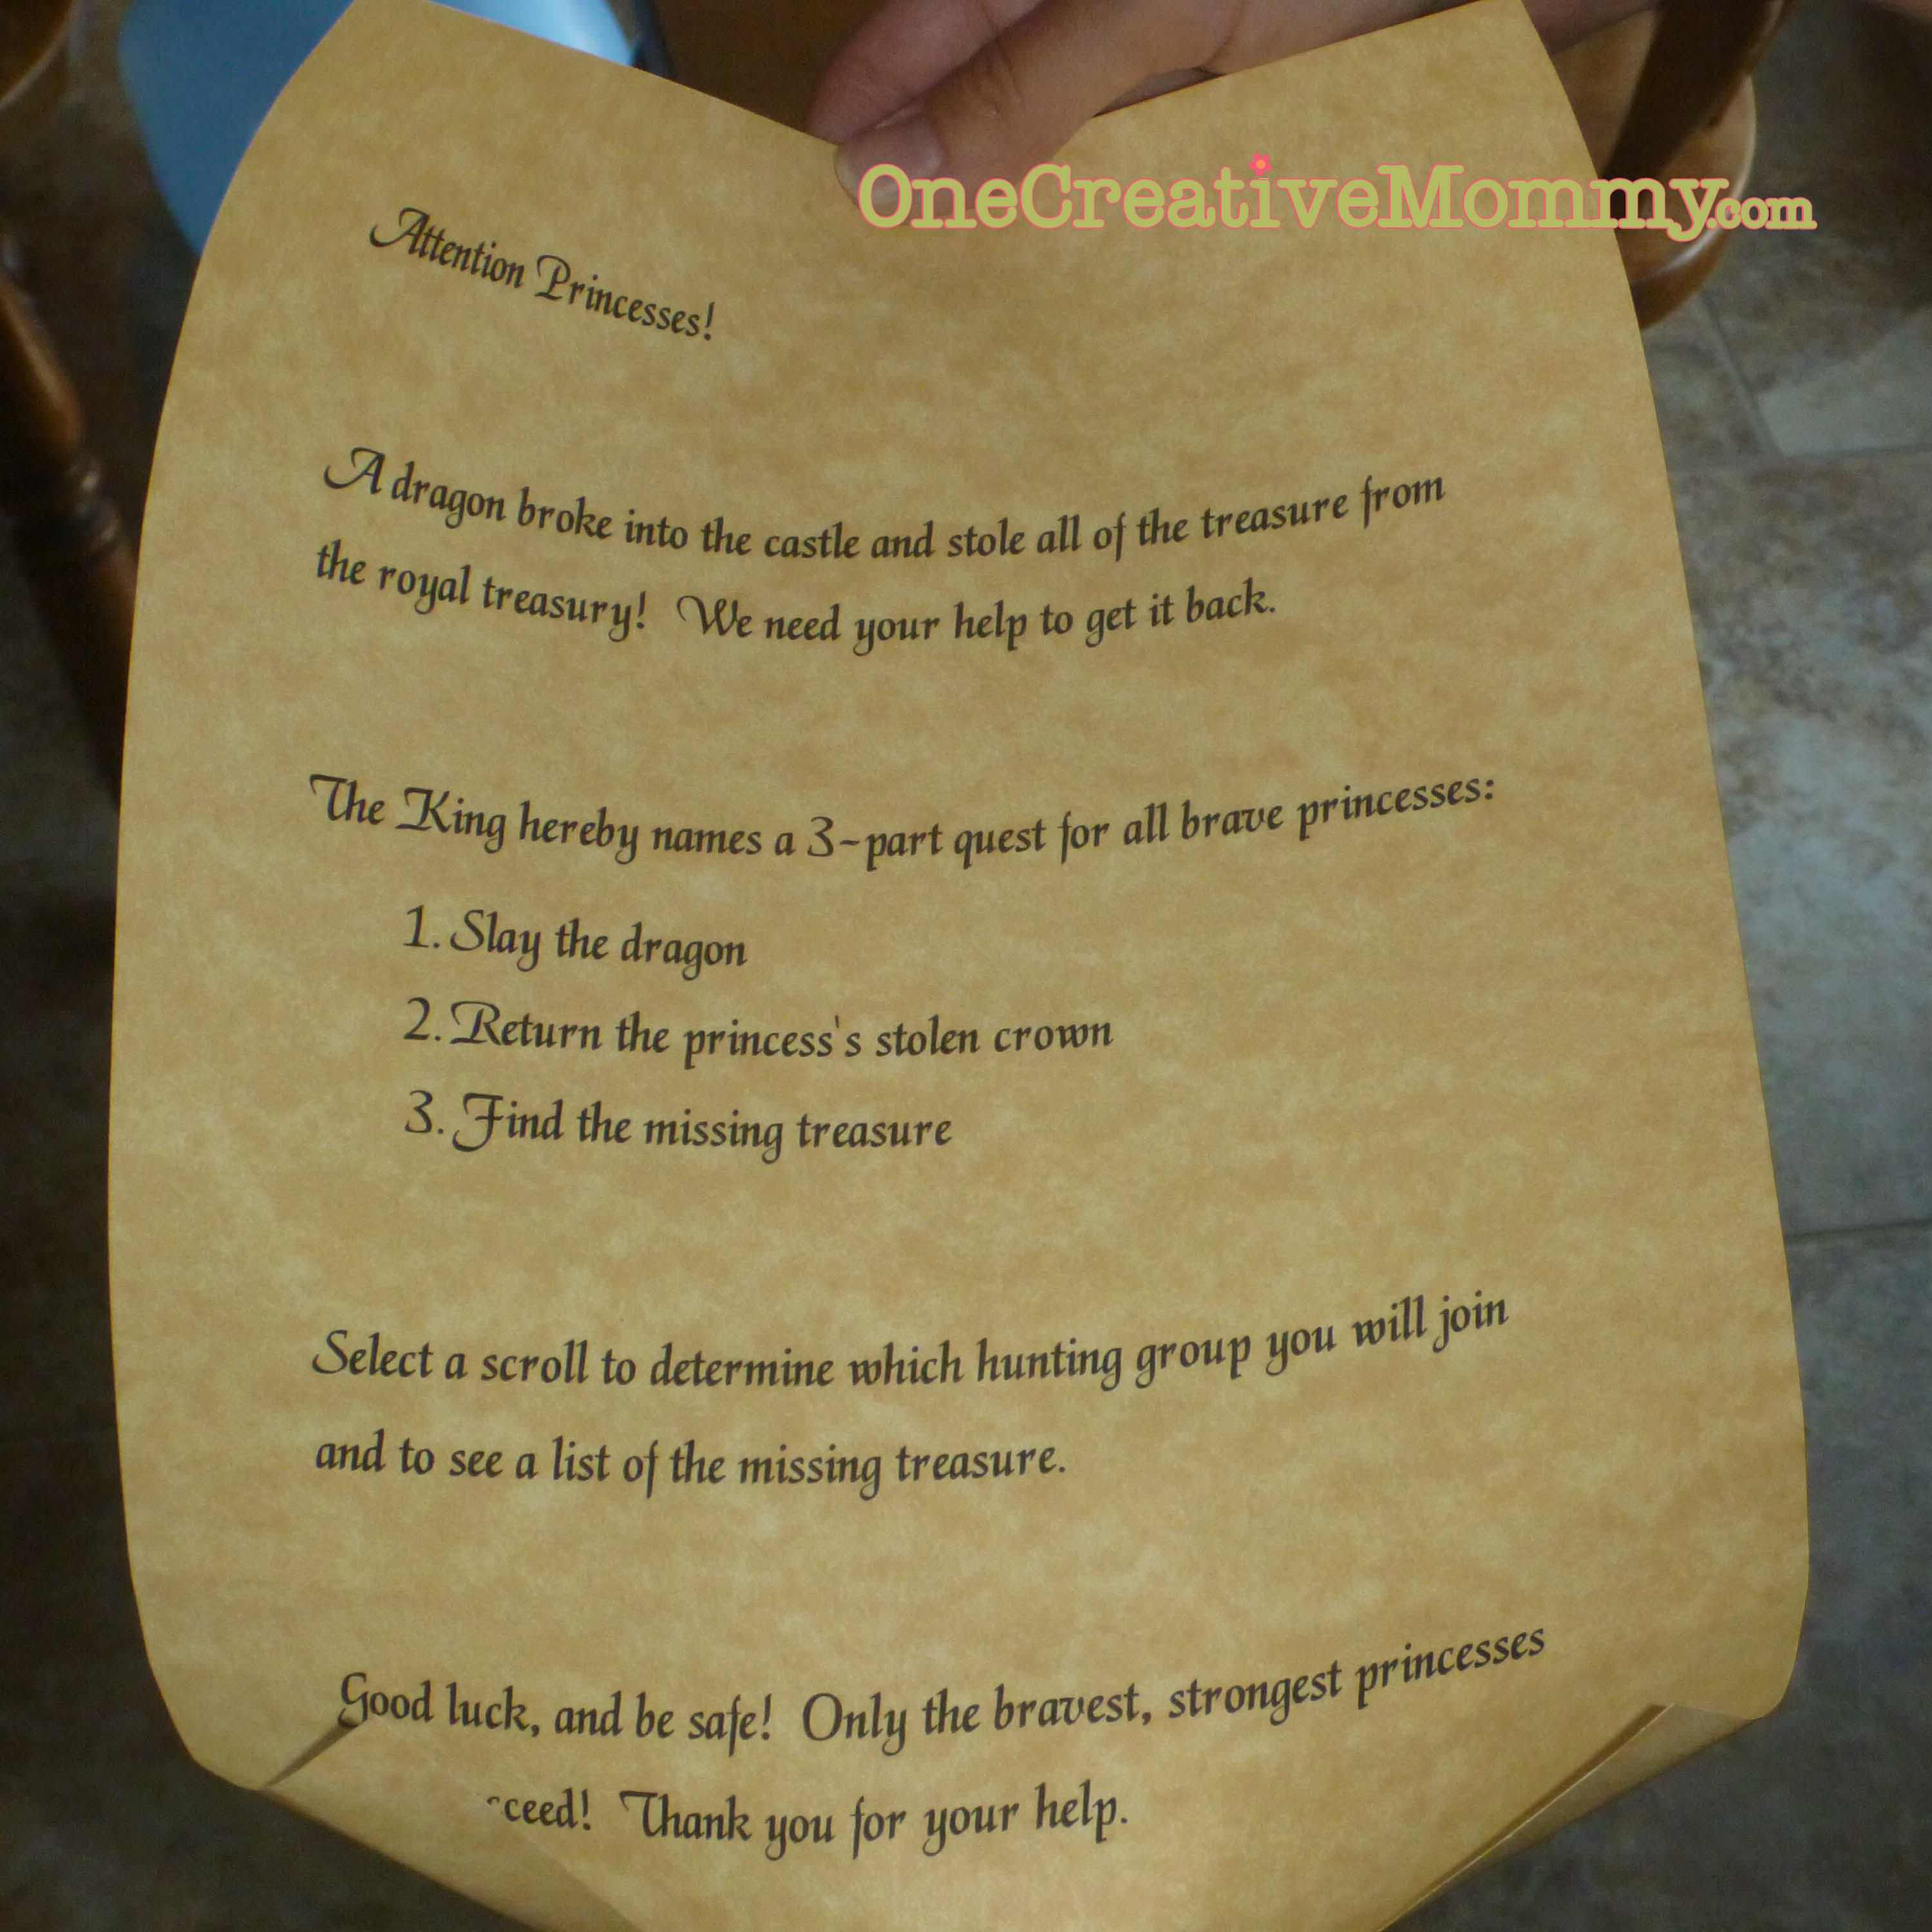 OneCreativeMommy.com
Attention Princesses!
A dragon broke into the castle and stole all of the treasure from
the royal treasury! We need your help to get it back.
The King hereby names a 3-part quest for all brave princesses:
1. Slay the dragon
2. Return the princess's stolen crown
3. Find the missing treasure
Select a scroll to determine which hunting group you will join
and to see a list of the missing treasure.
Good luck, and be safe! Only the bravest, strongest princesses
Thank you for your help.